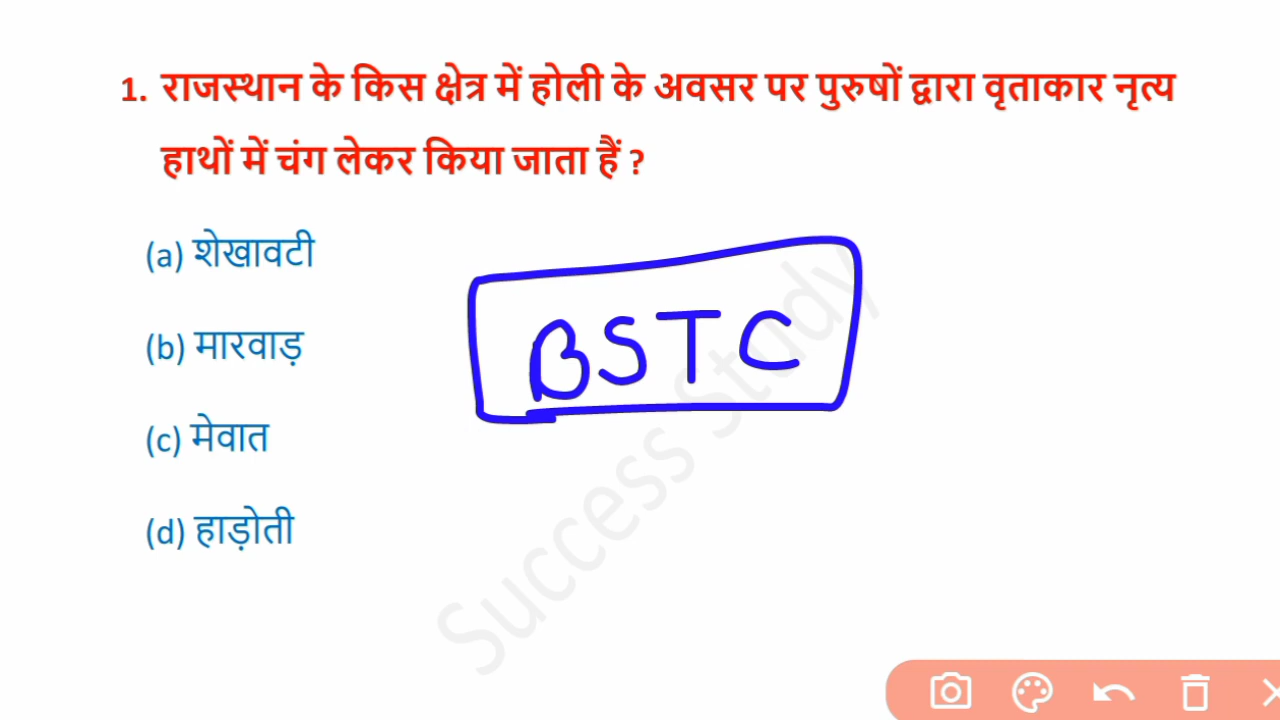 1. राजस्थान के किस क्षेत्र में होली के अवसर पर पुरुषों द्वारा वृताकार नृत्य
हाथों में चंग लेकर किया जाता हैं ?
(a) शेखावटी
(b) मारवाड़
(c) मेवात
(d) हाड़ोती
BSTC
Success Study